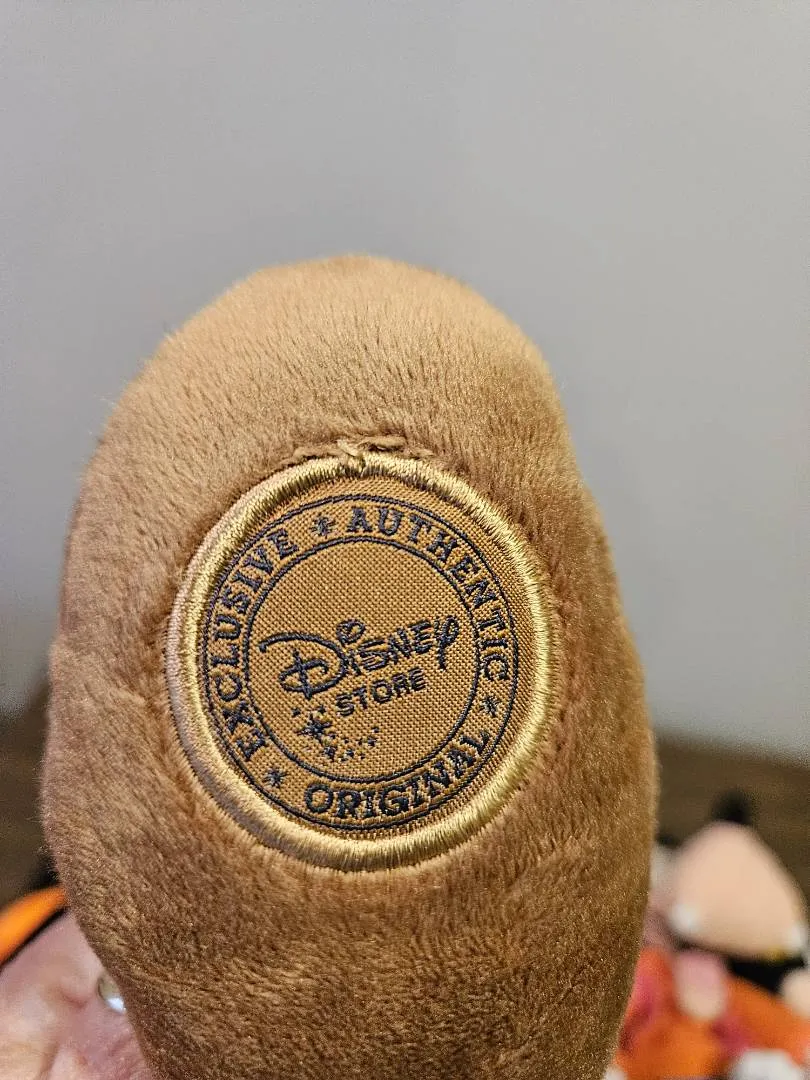 EXCLUSIVE * AUTHENTIC * ORIGINAL *
Disney
STORE